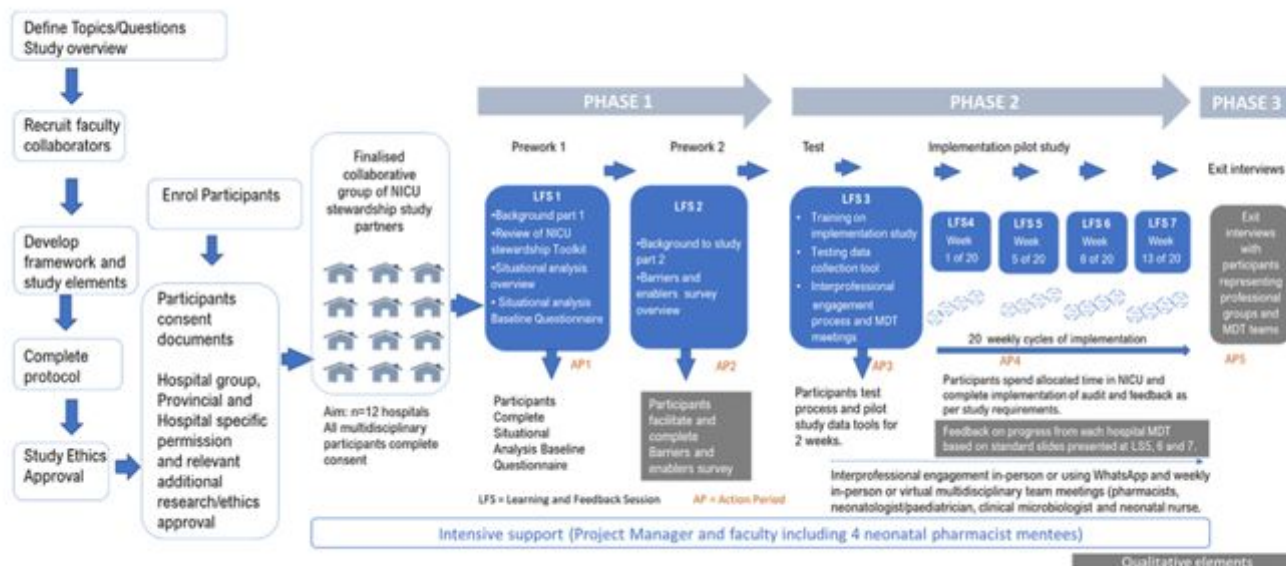 Define Topics/Questions
Study overview
Recruit faculty
collaborators
Develop
framework and
study elements
Complete
protocol
Study Ethics
Approval
Enrol Participants
Participants
consent
documents
Hospital group,
Provincial and
Hospital specific
permission
and relevant
additional
research/ethics
approval
Finalised
collaborative
group of NICU
stewardship study
partners
Aim: n=12 hospitals
All multidisciplinary
participants complete
consent
PHASE 1
Prework 1
Prework 2
LFS 1
•Background part 1
•Review of NICU
stewardship Toolkit
•Situational analysis
overview
• Situational analysis
Baseline Questionnaire
AP1
Participants
Complete
Situational
Analysis Baseline
Questionnaire
LFS 2
•Background to study
part 2
•Barriers and
enablers survey
overview
AP2
Participants
facilitate and
complete
Barriers and
enablers survey
LFS = Learning and Feedback Session
AP = Action Period
PHASE 2
Test
Implementation pilot study
LFS 3
• Training on
implementation study
• Testing data
collection tool
• Interprofessional
engagement
process and MDT
meetings
AP3
Participants test
process and pilot
study data tools for
2 weeks.
LFS4
Week
1 of 20
LFS 5
Week
5 of 20
LFS 6
Week
6 of 20
LFS 7
Week
13 of 20
20 weekly cycles of implementation
AP4
Participants spend allocated time in NICU and
complete implementation of audit and feedback as
per study requirements.
Feedback on progress from each hospital MDT
based on standard slides presented at LS5, 6 and 7.
Interprofessional engagement in-person or using WhatsApp and weekly
in-person or virtual multidisciplinary team meetings (pharmacists,
neonatologist/paediatrician, clinical microbiologist and neonatal nurse.
PHASE 3
Exit interviews
Exit
interviews
with
participants
representing
professional
groups and
MDT teams
AP5
Intensive support (Project Manager and faculty including 4 neonatal pharmacist mentees)
Qualitative elements